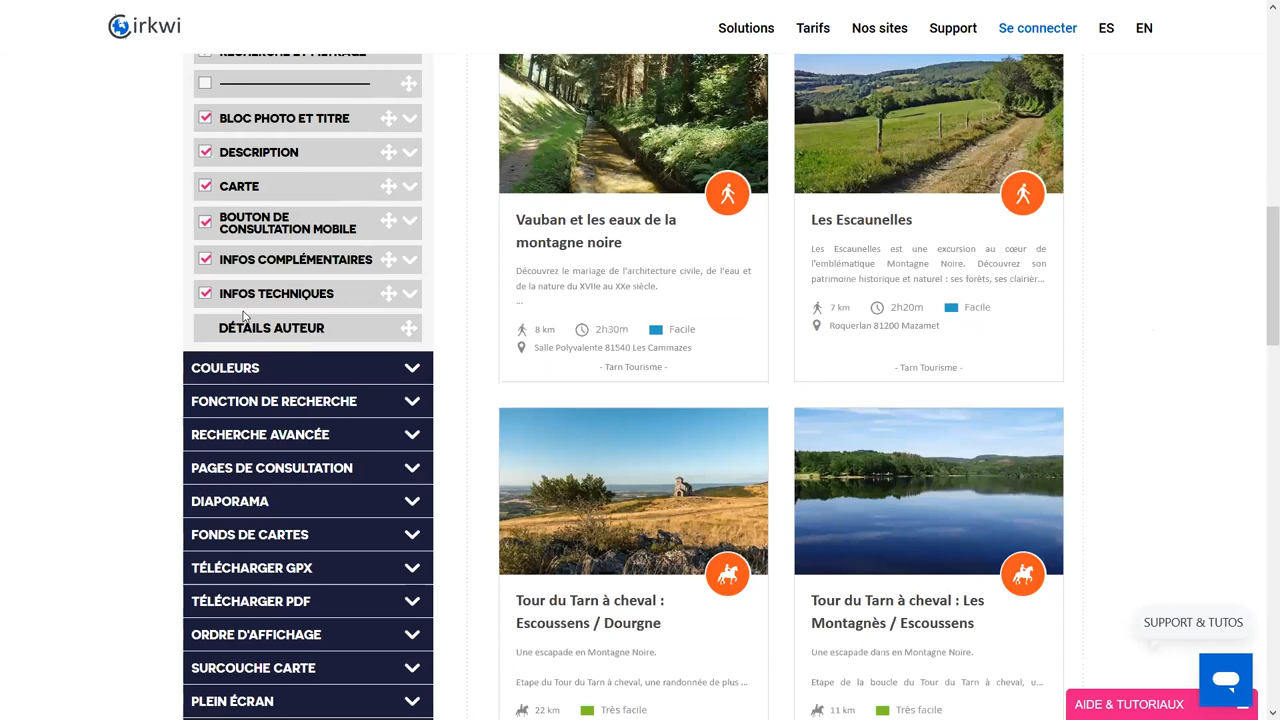 Cirkwi
Solutions
Tarifs
Nos sites
Support
Se connecter
ES
EN
RECHERCHE ET MÉTRAGE
BLOC PHOTO ET TITRE
DESCRIPTION
CARTE
BOUTON DE
CONSULTATION MOBILE
INFOS COMPLÉMENTAIRES
INFOS TECHNIQUES
DÉTAILS AUTEUR
COULEURS
FONCTION DE RECHERCHE
RECHERCHE AVANCÉE
PAGES DE CONSULTATION
DIAPORAMA
FONDS DE CARTES
TÉLÉCHARGER GPX
TÉLÉCHARGER PDF
ORDRE D'AFFICHAGE
SURCOUCHE CARTE
PLEIN ÉCRAN
Vauban et les eaux de la
montagne noire
Découvrez le mariage de l'architecture civile, de l'eau et
de la nature du XVIIe au XXe siècle.
...
8 km
2h30m
Facile
Salle Polyvalente 81540 Les Cammazes
- Tarn Tourisme -
Les Escaunelles
Les Escaunelles est une excursion au cœur de
l'emblématique Montagne Noire. Découvrez son
patrimoine historique et naturel : ses forêts, ses clairièr...
7 km
2h20m
Facile
Roquerlan 81200 Mazamet
- Tarn Tourisme -
Tour du Tarn à cheval :
Escoussens / Dourgne
Une escapade en Montagne Noire.
Etape du Tour du Tarn à cheval, une randonnée de plus ...
22 km
Très facile
Tour du Tarn à cheval : Les
Montagnès / Escoussens
Une escapade dans en Montagne Noire.
Etape de la boucle du Tour du Tarn à cheval, u...
11 km
Très facile
SUPPORT & TUTOS
AIDE & TUTORIAUX